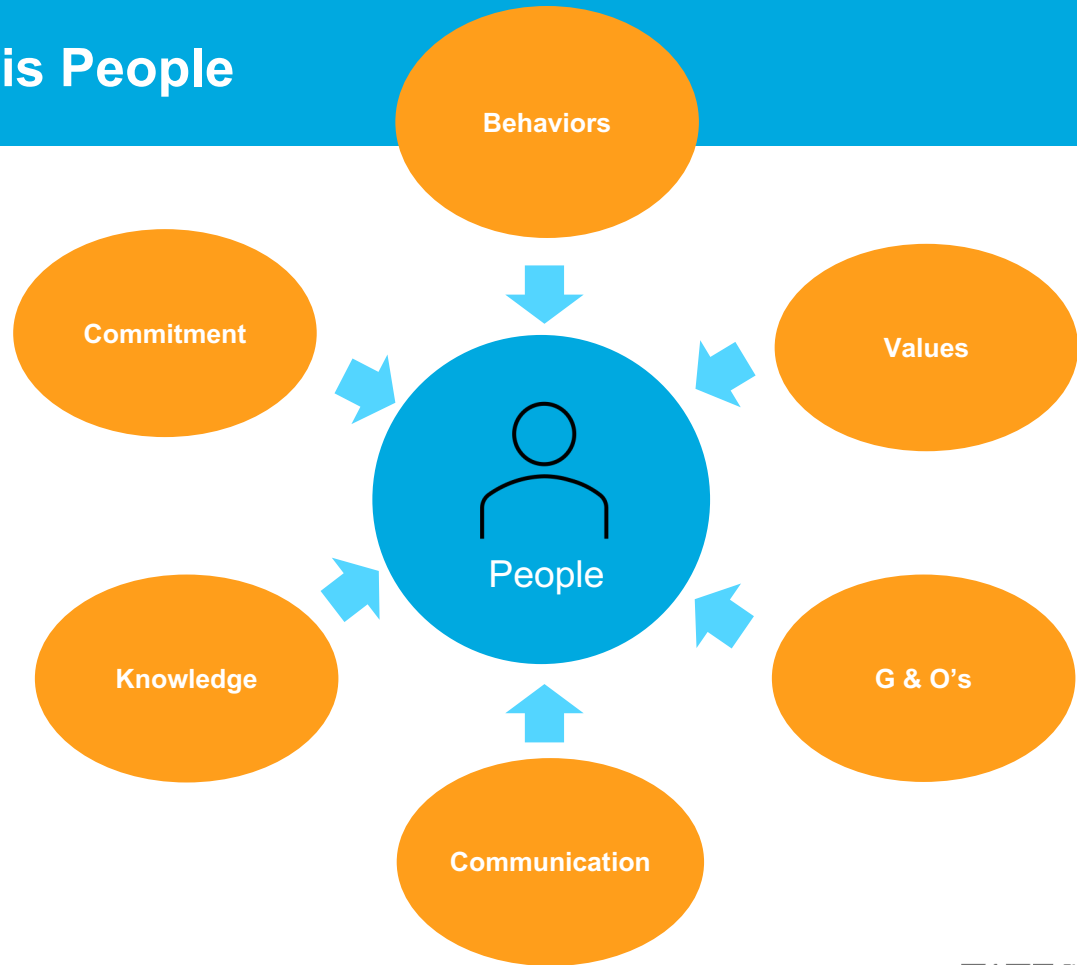 is People
Behaviors
Commitment
Values
People
Knowledge
G & O's
Communication